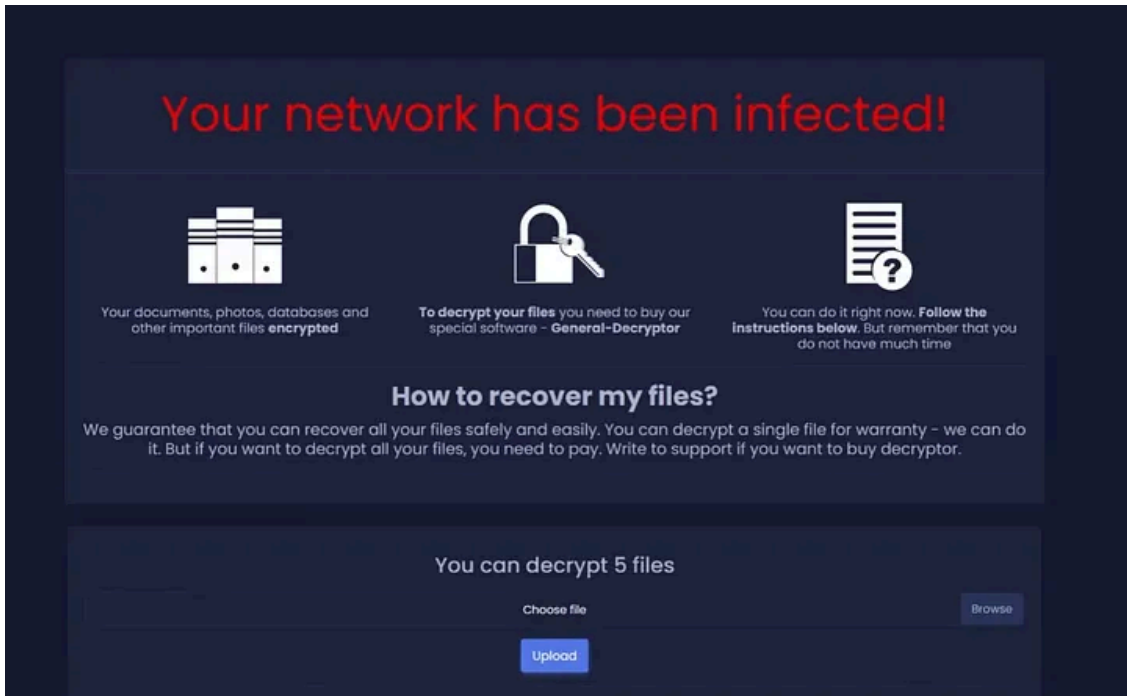 Your network has been infected!
Your documents, photos, databases and
other important files encrypted
To decrypt your files you need to buy our
special software - General-Decryptor
You can do it right now. Follow the
instructions below. But remember that you
do not have much time
How to recover my files?
We guarantee that you can recover all your files safely and easily. You can decrypt a single file for warranty - we can do
it. But if you want to decrypt all your files, you need to pay. Write to support if you want to buy decryptor.
You can decrypt 5 files
Choose file
Browse
Upload